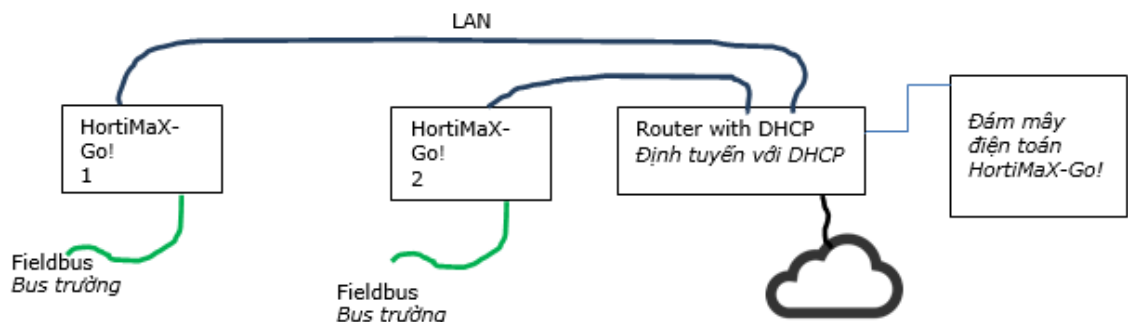 LAN
HortiMaX-
Go!
1
HortiMaX-
Go!
2
Router with DHCP
Định tuyến với DHCP
Đám mây
điện toán
HortiMaX-Go!
Fieldbus
Bus trường
Fieldbus
Bus trường